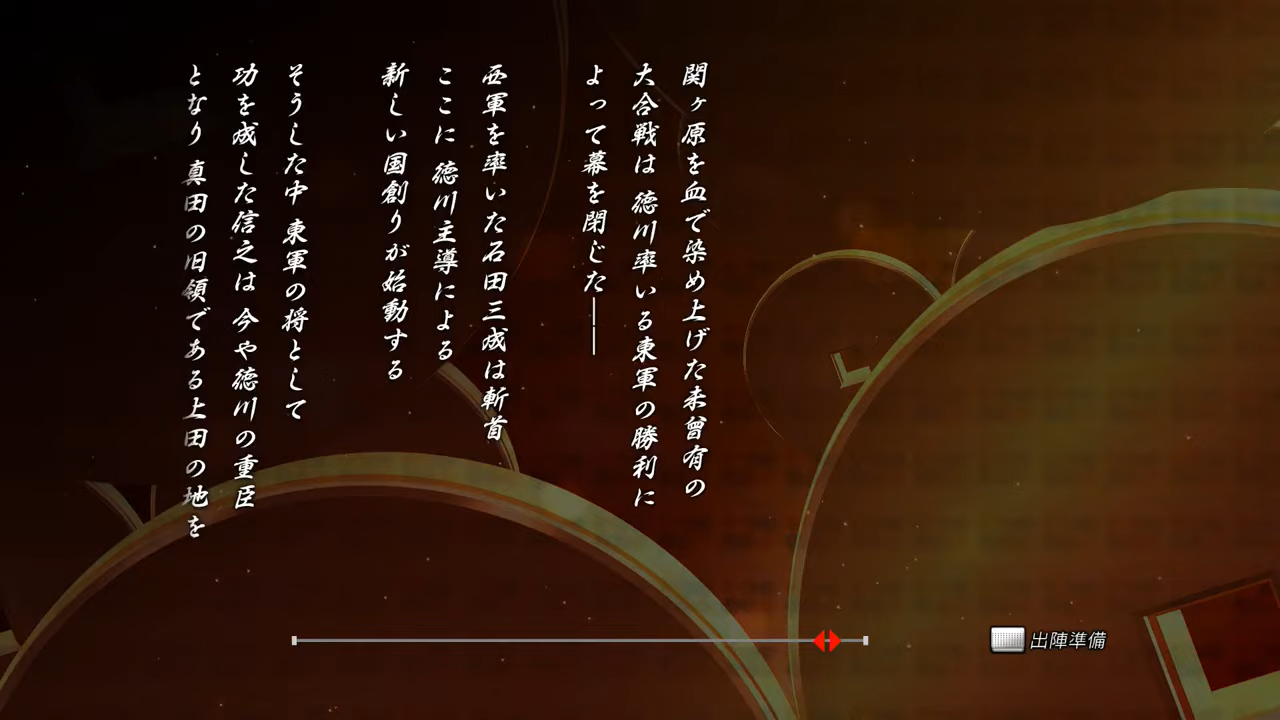 関ヶ原を血で染め上げた未曾有の
大合戦は 徳川率いる東軍の勝利に
よって幕を閉じた――
西軍を率いた石田三成は斬首
ここに 徳川主導による
新しい国創りが始動する
そうした中 東軍の将として
功を成した信之は 今や徳川の重臣
となり 真田の旧領である上田の地を
出陣準備